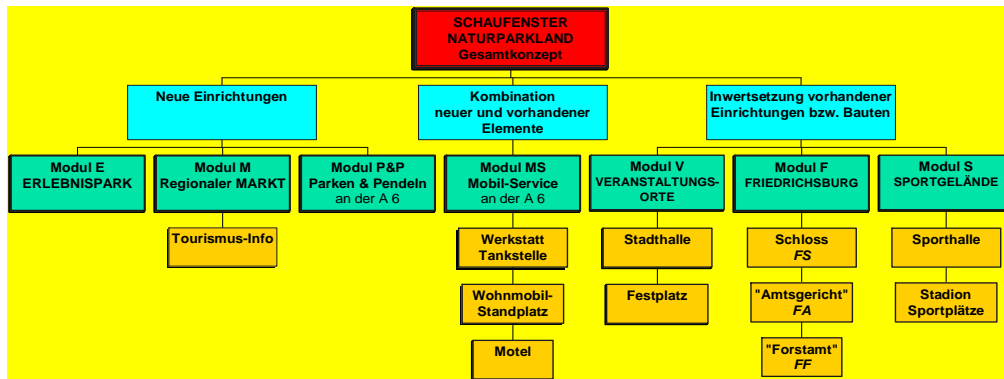 SCHAUFENSTER
NATURPARKLAND
Gesamtkonzept
Neue Einrichtungen
Kombination
neuer und vorhandener
Elemente
Inwertsetzung vorhandener
Einrichtungen bzw. Bauten
Modul E
ERLEBNISPARK
Modul M
Regionaler MARKT
Modul P&P
Parken & Pendeln
an der A 6
Modul MS
Mobil-Service
an der A 6
Modul V
VERANSTALTUNGS-
ORTE
Modul F
FRIEDRICHSBURG
Modul S
SPORTGELÄNDE
Tourismus-Info
Werkstatt
Tankstelle
Stadthalle
Schloss
FS
Sporthalle
Wohnmobil-
Standplatz
Festplatz
"Amtsgericht"
FA
Stadion
Sportplätze
Motel
"Forstamt"
FF